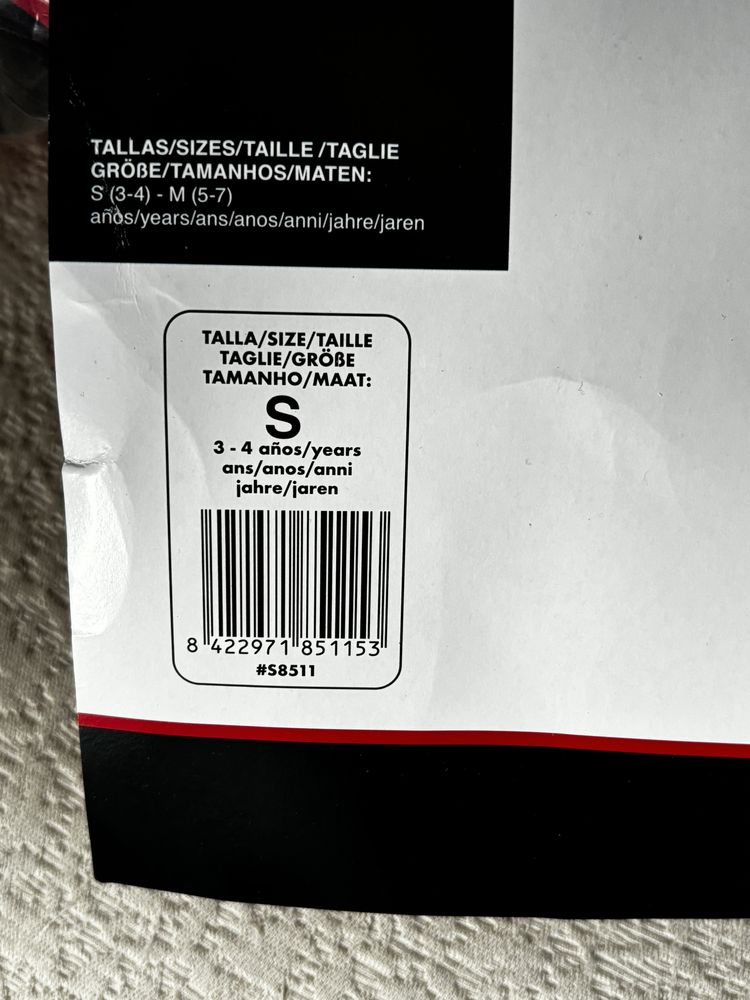 TALLAS/SIZES/TAILLE /TAGLIE
GRÖßE/TAMANHOS/MATEN:
S (3-4) - M (5-7)
años/years/ans/anos/anni/jahre/jaren
TALLA/SIZE/TAILLE
TAGLIE/GRÖßE
TAMANHO/MAAT:
S
3 - 4 años/years
ans/anos/anni
jahre/jaren
8 422971 851153
#S8511